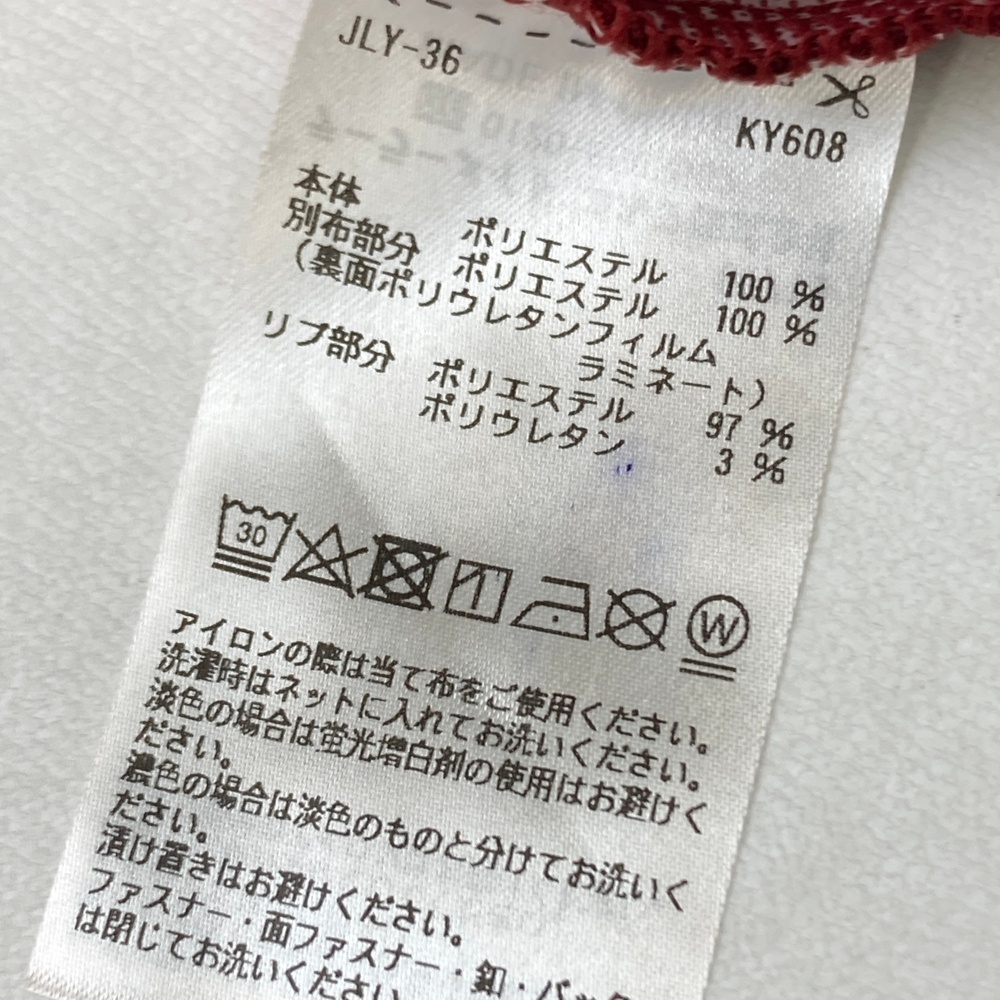 JLY-36
KY608
本体 ポリエステル 100 %
別布部分 ポリエステル 100 %
(裏面ポリウレタンフィルム
ラミネート)
リブ部分 ポリエステル 97 %
ポリウレタン 3 %
30
W
アイロンの際は当て布をご使用ください。
洗濯時はネットに入れてお洗いください。
淡色の場合は蛍光増白剤の使用はお避けく
ださい。
濃色の場合は淡色のものと分けてお洗いく
ださい。
漬け置きはお避けください。
ファスナー・面ファスナー・釦・バック
は閉じてお洗いください。